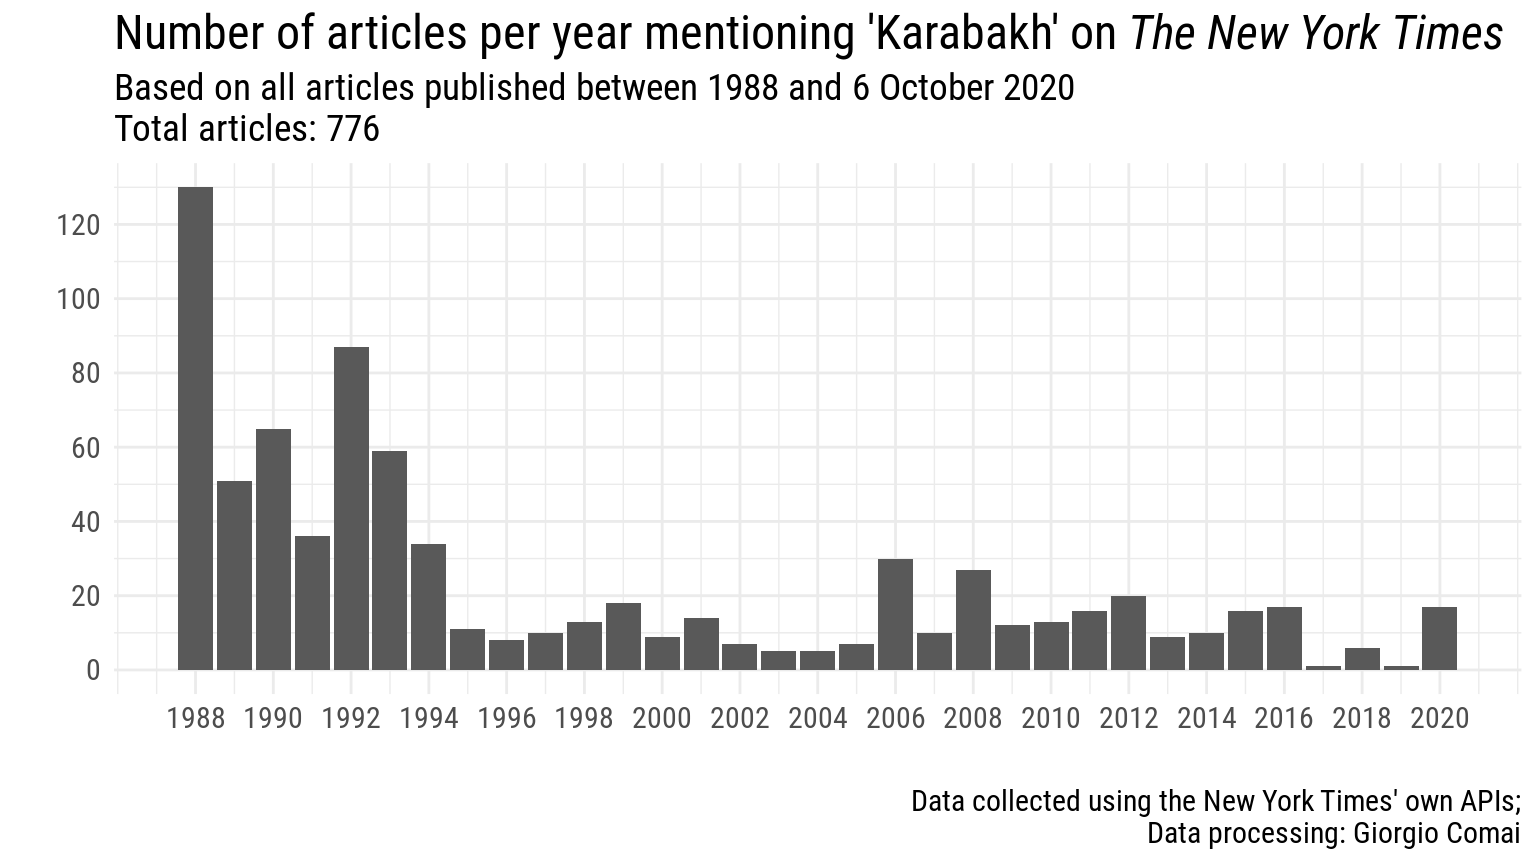 Number of articles per year mentioning 'Karabakh' on The New York Times
Based on all articles published between 1988 and 6 October 2020
Total articles: 776
120
100
80
60
40
20
0
1988 1990 1992 1994 1996 1998 2000 2002 2004 2006 2008 2010 2012 2014 2016 2018 2020
Data collected using the New York Times' own APIs;
Data processing: Giorgio Comai